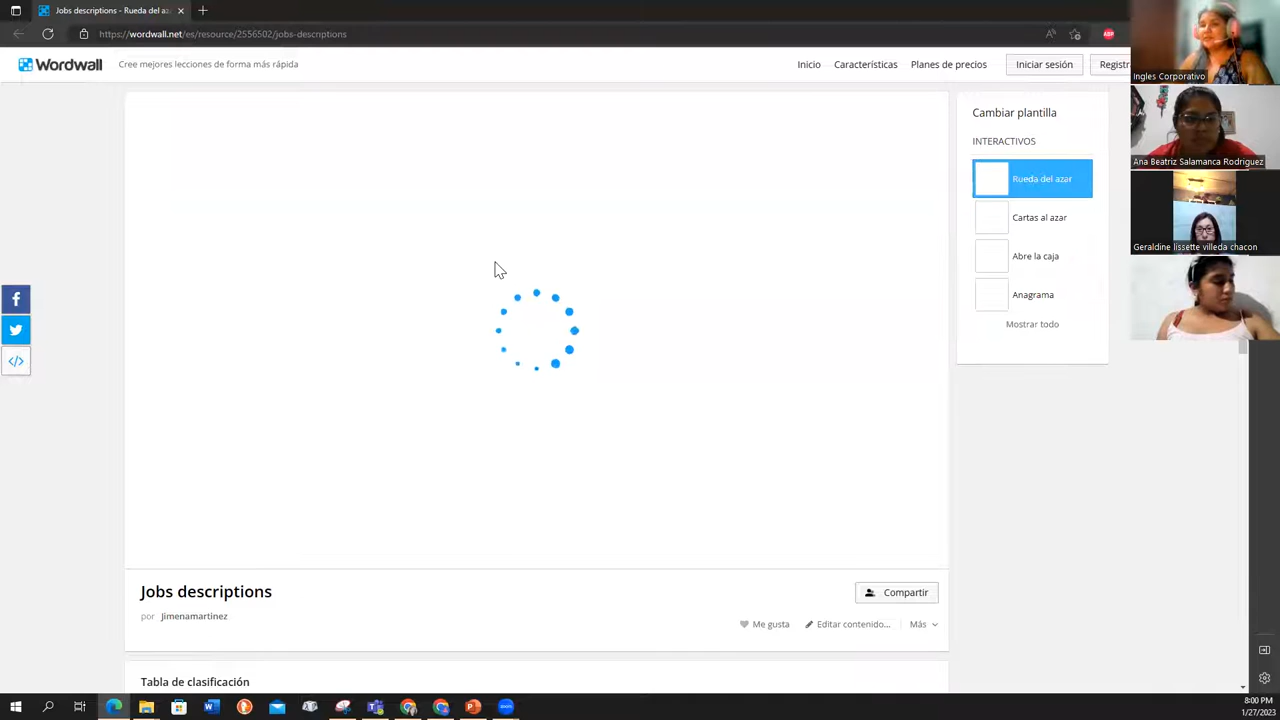 Jobs descriptions - Rueda del az
https://wordwall.net/es/resource/2556502/jobs-descriptions
Wordwall
Cree mejores lecciones de forma más rápida
Inicio
Características
Planes de precios
Iniciar sesión
Registr
Ingles Corporativo
Ana Beatriz Salamanca Rodriguez
Geraldine lissette villeda chacon
Cambiar plantilla
INTERACTIVOS
Rueda del azar
Cartas al azar
Abre la caja
Anagrama
Mostrar todo
Jobs descriptions
Compartir
por Jimenamartinez
Me gusta
Editar contenido...
Más
Tabla de clasificación
8:00 PM
1/27/2023